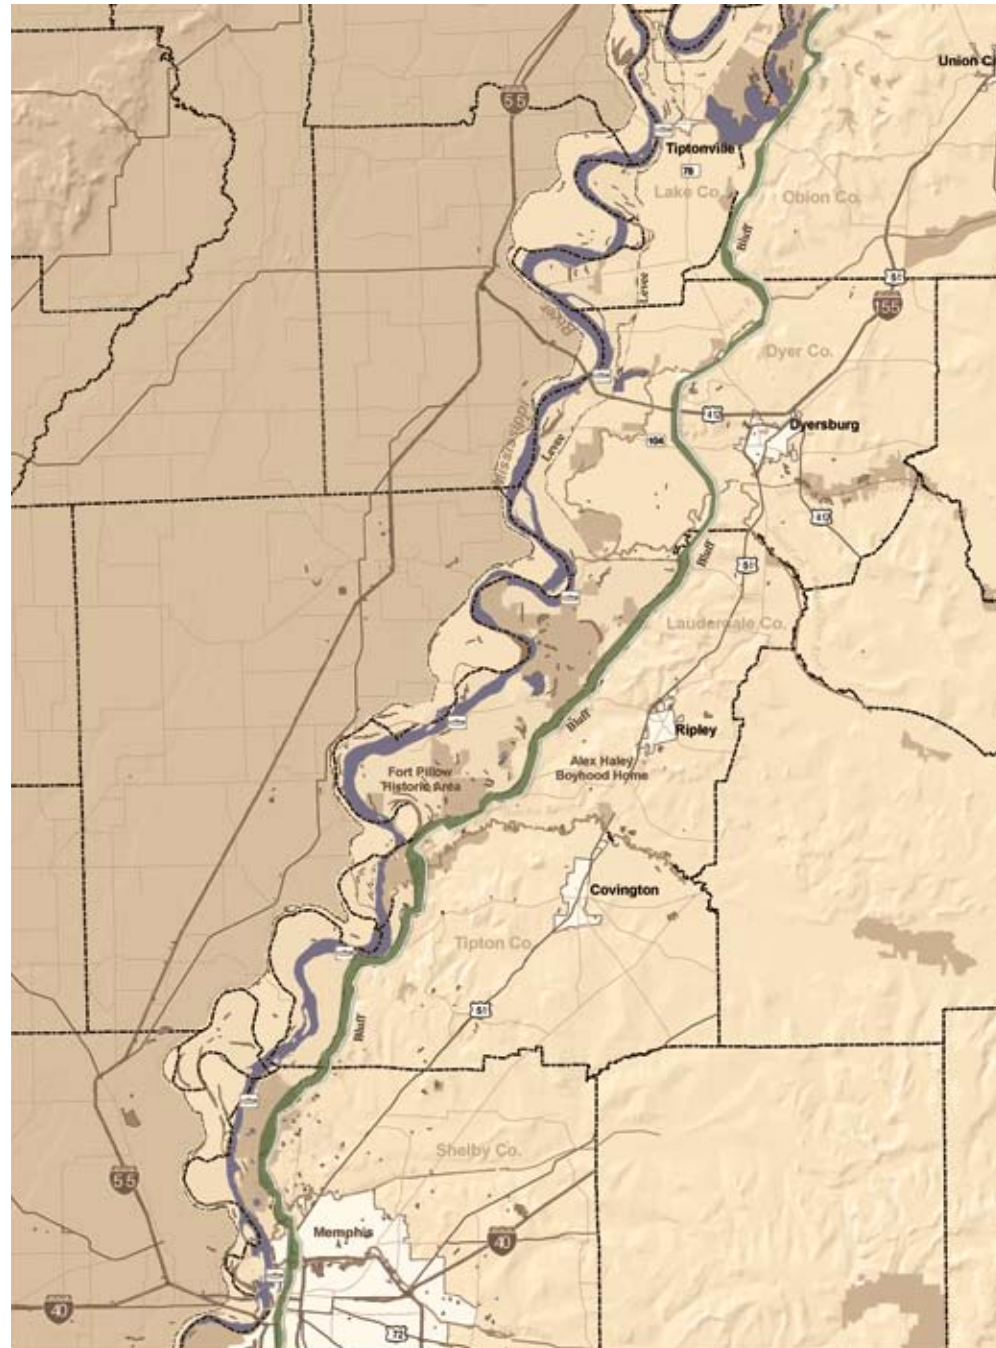 Union Ci
55
Tiptonville
78
Lake Co.
Obion Co.
Bluff
51
Levee
155
River
Dyer Co.
Mississippi
412
Dyersburg
104
Levee
412
Bluff
51
Lauderdale Co.
Bluff
Ripley
Fort Pillow
Historic Area
Alex Haley
Boyhood Home
Covington
Tipton Co.
51
Bluff
Shelby Co.
55
Memphis
40
40
72